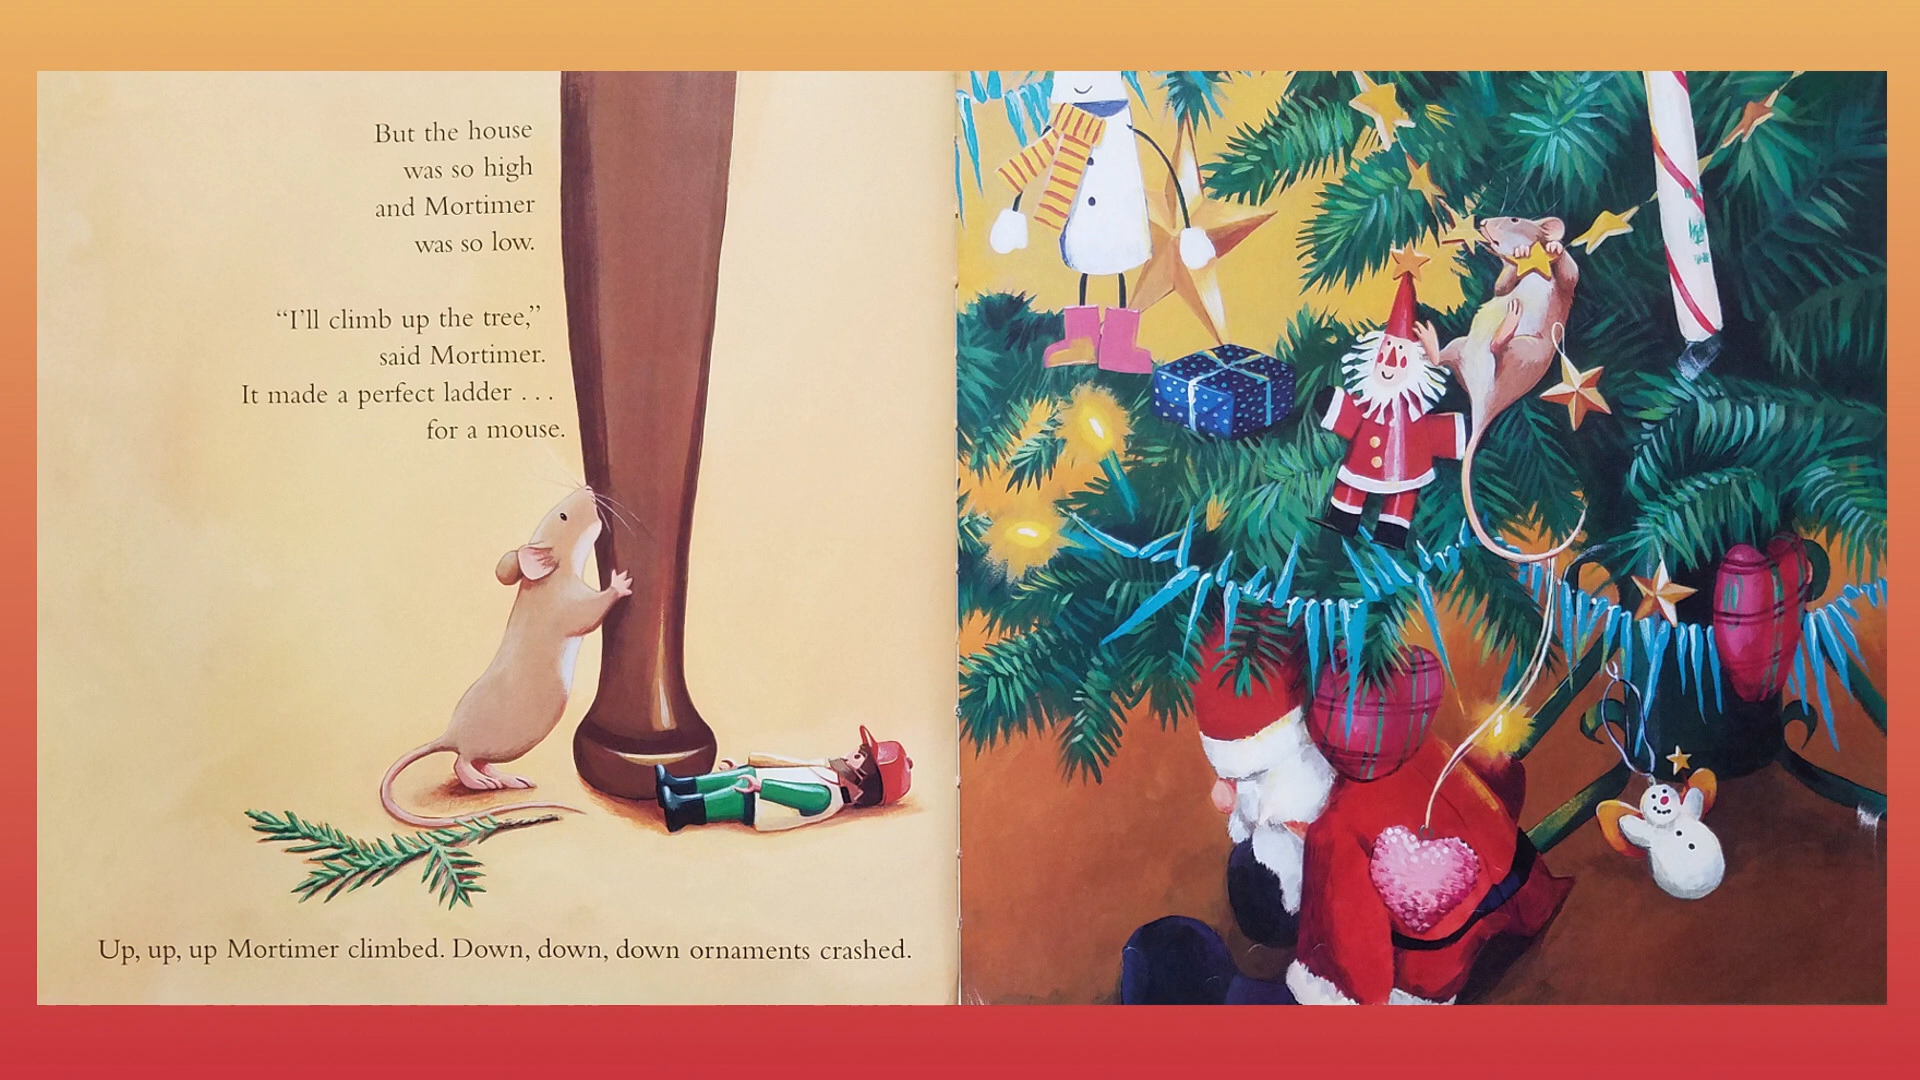 But the house
was so high
and Mortimer
was so low.
“I’ll climb up the tree,”
said Mortimer.
It made a perfect ladder . . .
for a mouse.
Up, up, up Mortimer climbed. Down, down, down ornaments crashed.